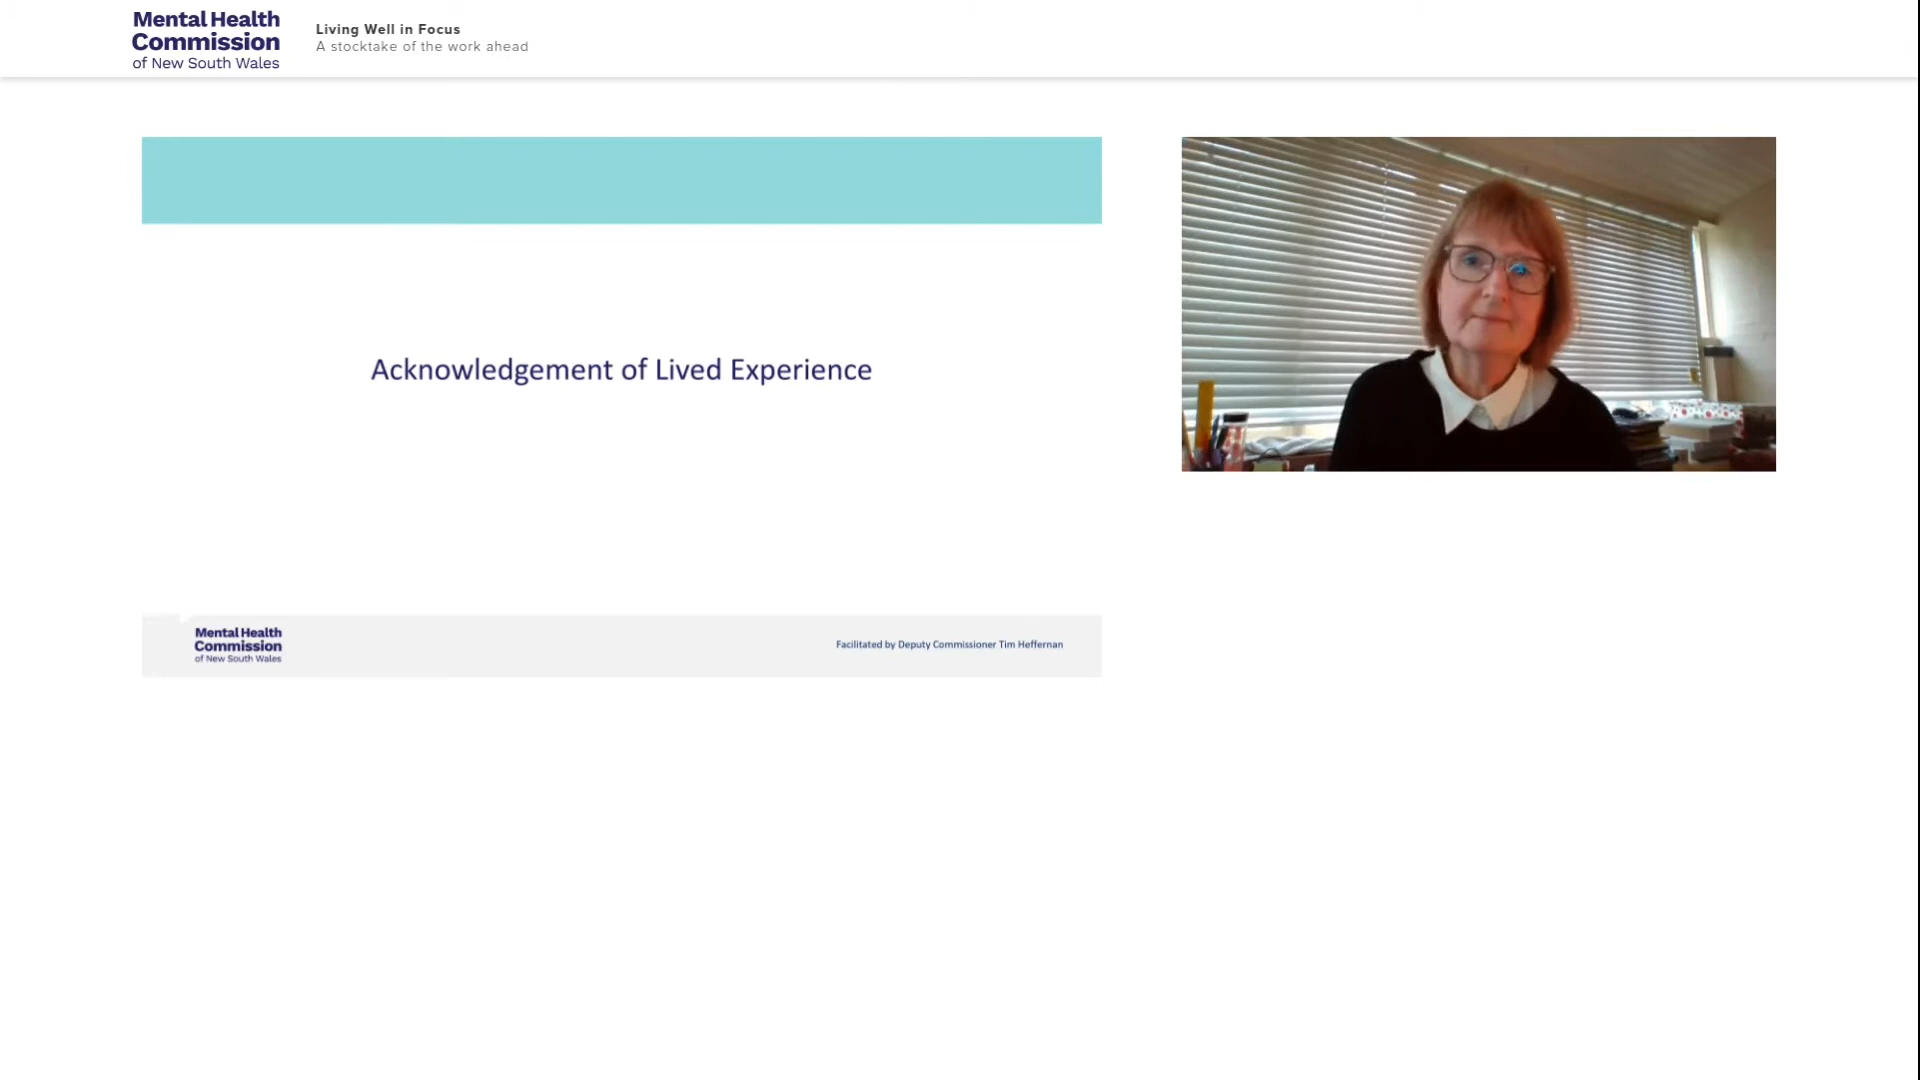 Mental Health
Commission
of New South Wales
Living Well in Focus
A stocktake of the work ahead
Acknowledgement of Lived Experience
Mental Health
Commission
of New South Wales
Facilitated by Deputy Commissioner Tim Heffernan